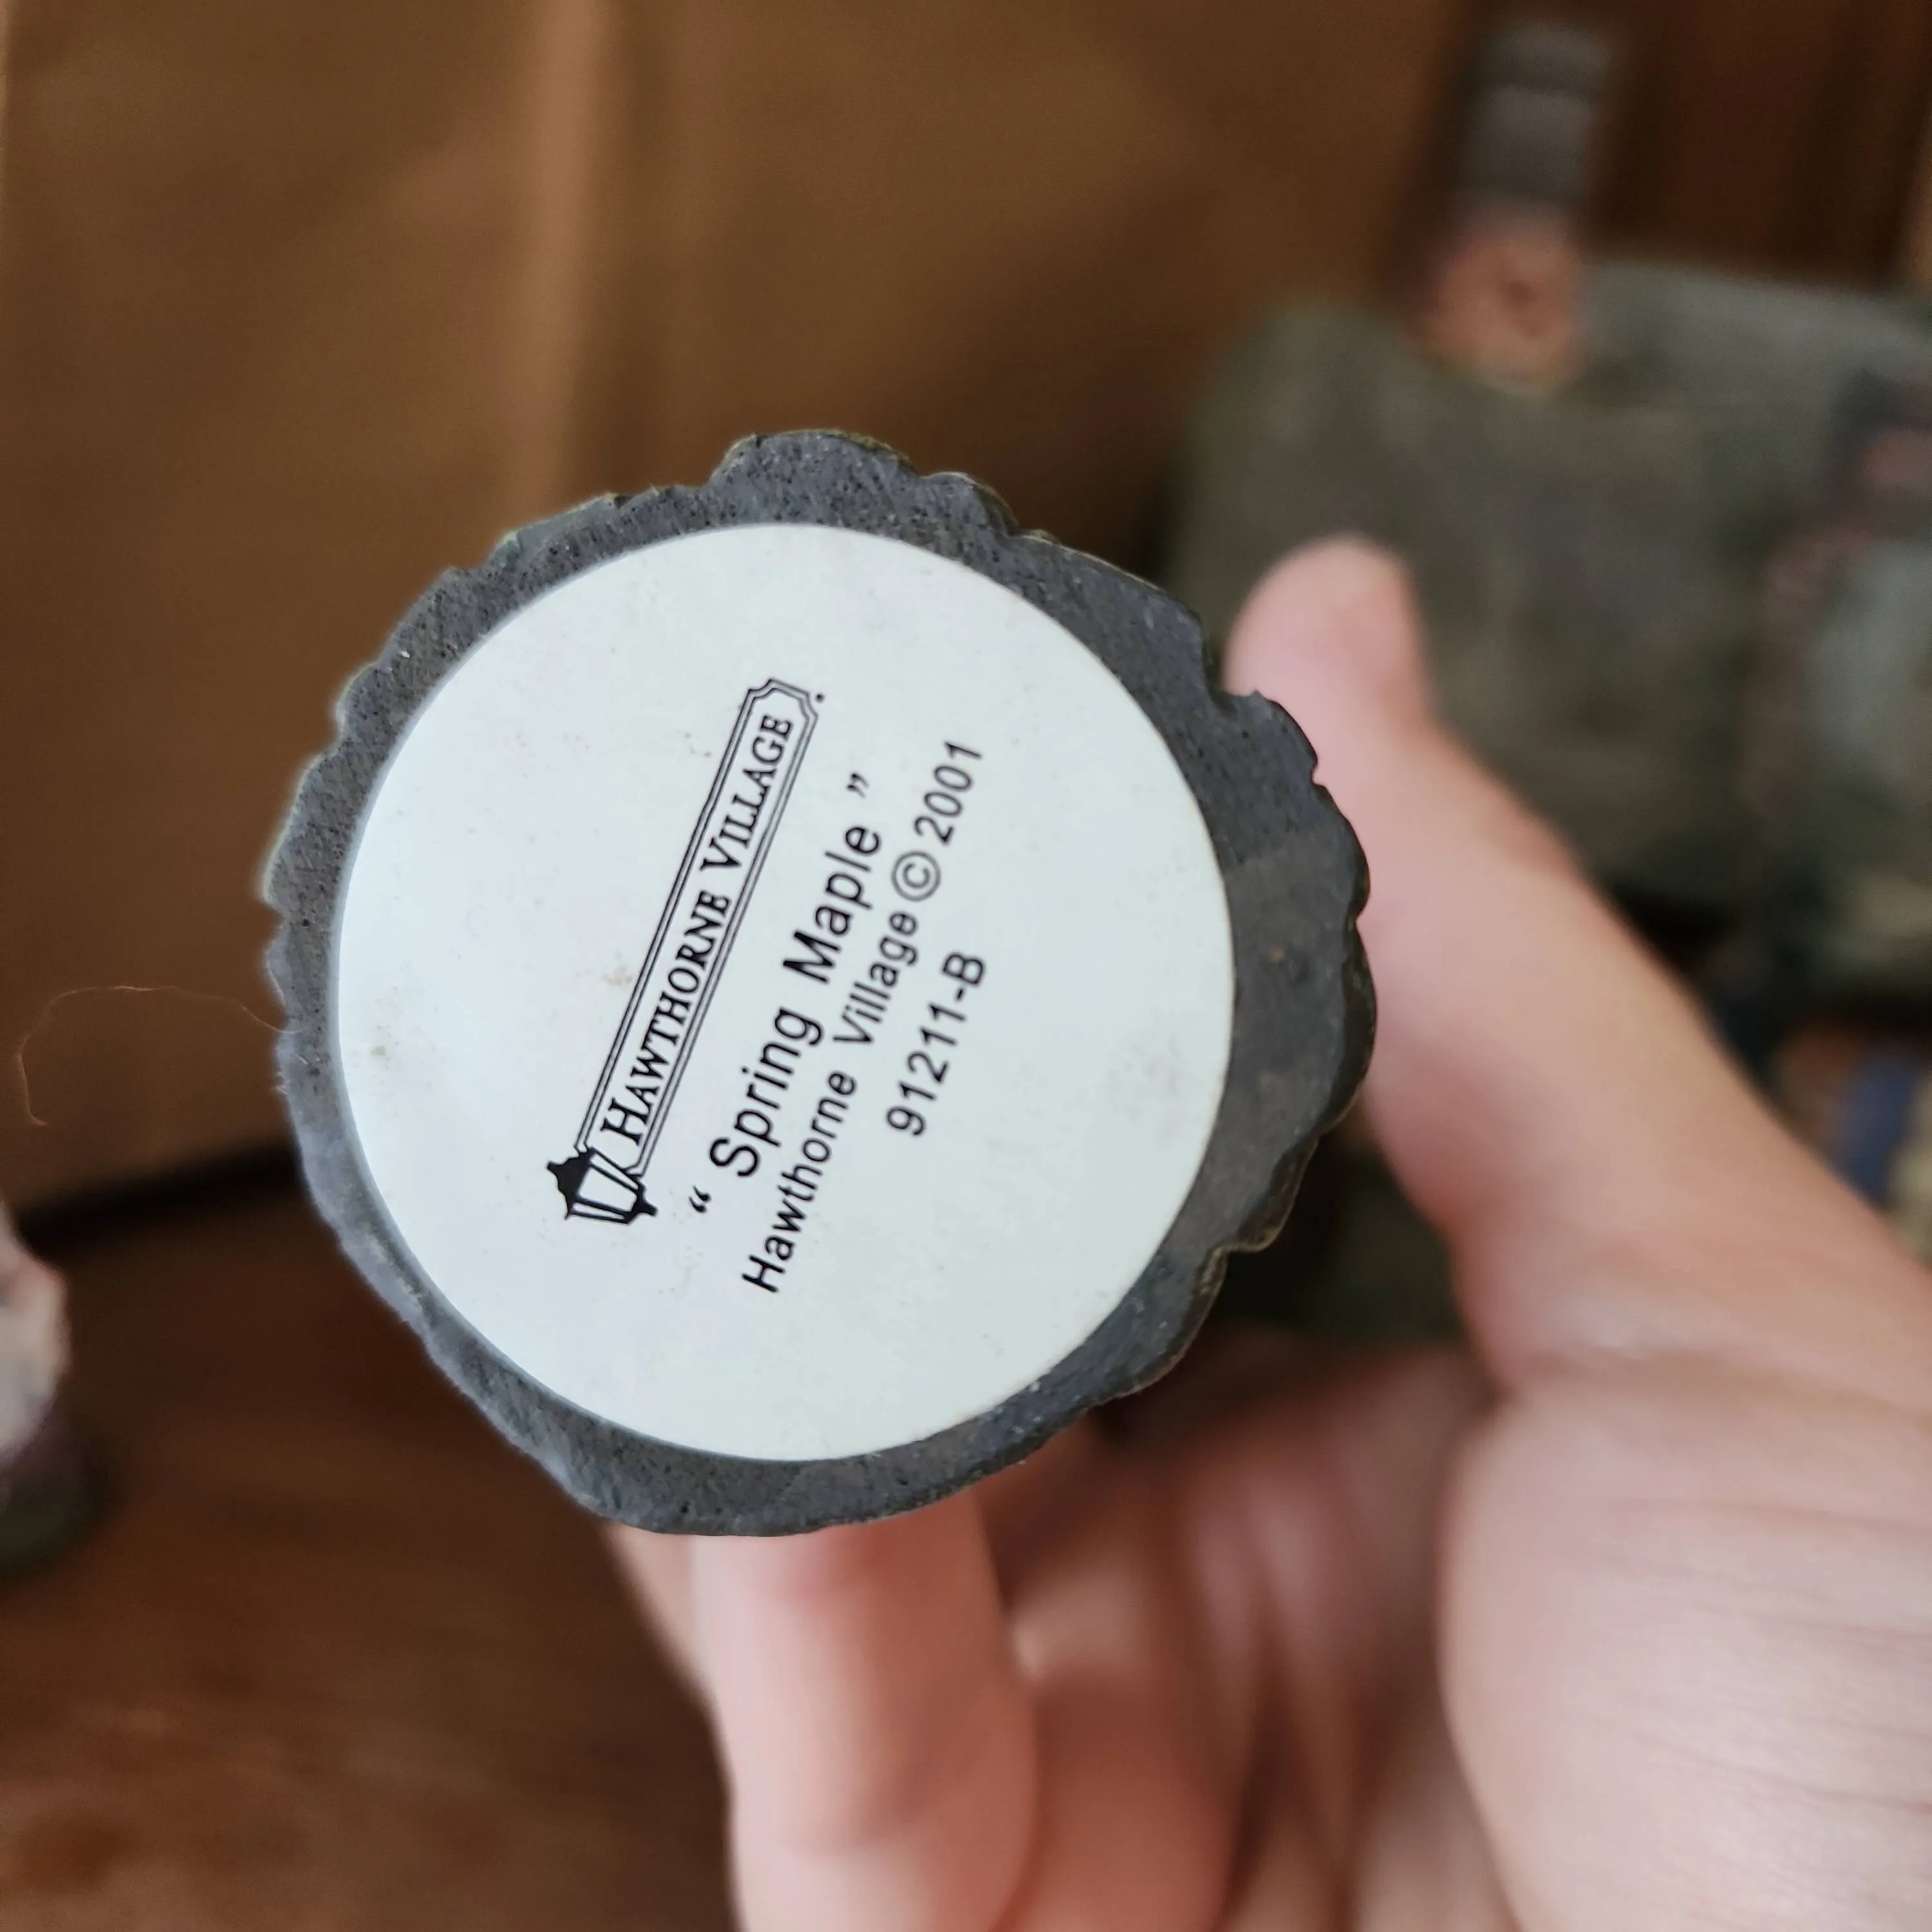 HAWTHORNE VILLAGE
“ Spring Maple ”
Hawthorne Village © 2001
91211-B